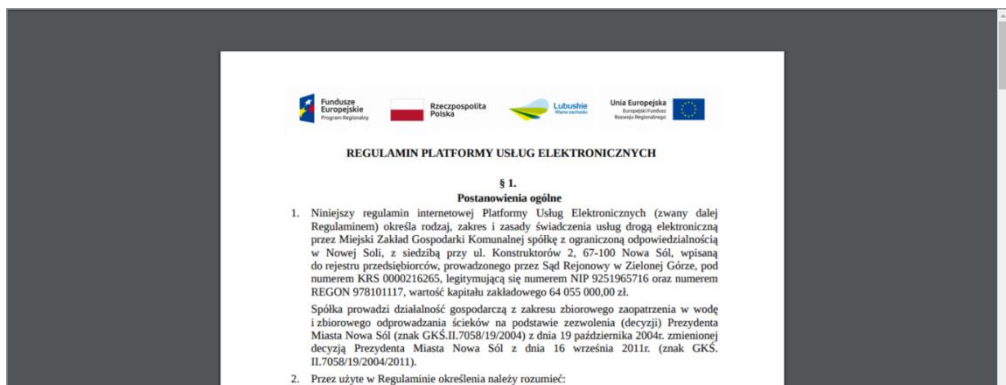 Fundusze
Europejskie
Program Regionalny
Rzeczpospolita
Polska
Lubuskie
Warte zachodu
Unia Europejska
Europejski Fundusz
Rozwoju Regionalnego
REGULAMIN PLATFORMY USŁUG ELEKTRONICZNYCH
§ 1.
Postanowienia ogólne
1. Niniejszy regulamin internetowej Platformy Usług Elektronicznych (zwany dalej
Regulaminem) określa rodzaj, zakres i zasady świadczenia usług drogą elektroniczną
przez Miejski Zakład Gospodarki Komunalnej spółkę z ograniczoną odpowiedzialnością
w Nowej Soli, z siedzibą przy ul. Konstruktorów 2, 67-100 Nowa Sól, wpisaną
do rejestru przedsiębiorców, prowadzonego przez Sąd Rejonowy w Zielonej Górze, pod
numerem KRS 0000216265, legitymującą się numerem NIP 9251965716 oraz numerem
REGON 978101117, wartość kapitału zakładowego 64 055 000,00 zł.
Spółka prowadzi działalność gospodarczą z zakresu zbiorowego zaopatrzenia w wodę
i zbiorowego odprowadzania ścieków na podstawie zezwolenia (decyzji) Prezydenta
Miasta Nowa Sól (znak GKŚ.II.7058/19/2004) z dnia 19 października 2004r. zmienionej
decyzją Prezydenta Miasta Nowa Sól z dnia 16 września 2011r. (znak GKŚ.
II.7058/19/2004/2011).
2. Przez użyte w Regulaminie określenia należy rozumieć: